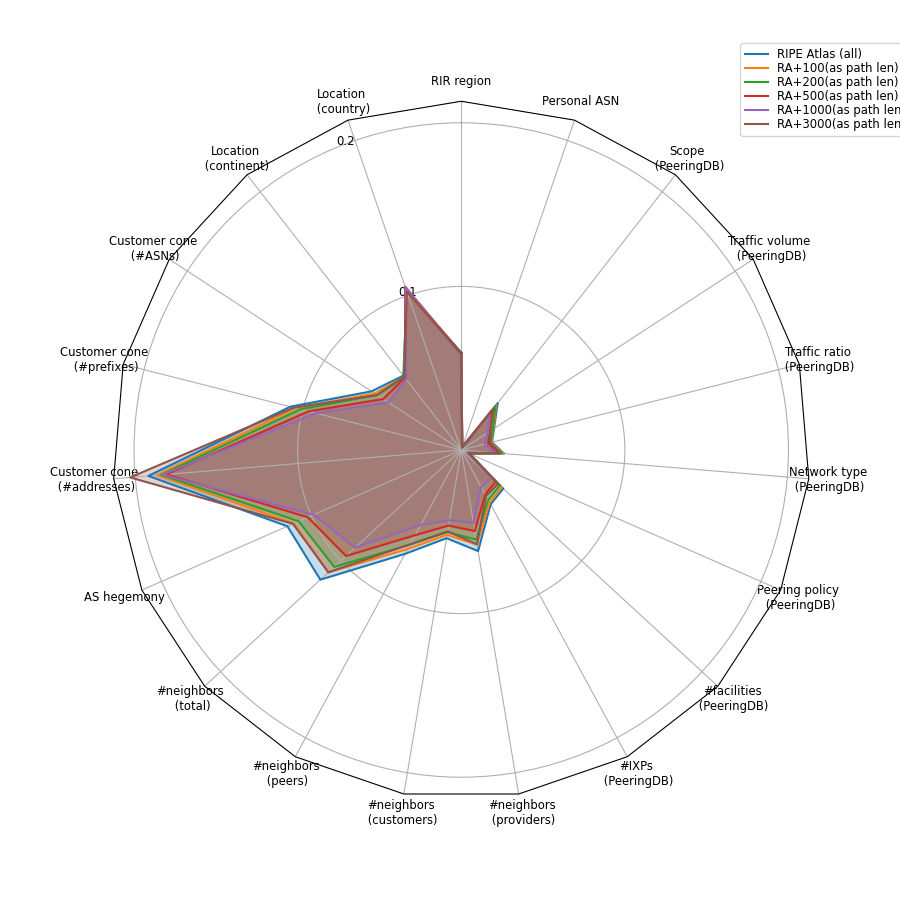 RIPE Atlas (all)
RA+100(as path len)
RA+200(as path len)
RA+500(as path len)
RA+1000(as path len
RA+3000(as path len
RIR region
Personal ASN
Scope
(PeeringDB)
Traffic volume
(PeeringDB)
Traffic ratio
(PeeringDB)
Network type
(PeeringDB)
Peering policy
(PeeringDB)
#facilities
(PeeringDB)
#IXPs
(PeeringDB)
#neighbors
(providers)
#neighbors
(customers)
#neighbors
(peers)
#neighbors
(total)
AS hegemony
Customer cone
(#addresses)
Customer cone
(#prefixes)
Customer cone
(#ASNs)
Location
(continent)
Location
(country)
0.2
0.1